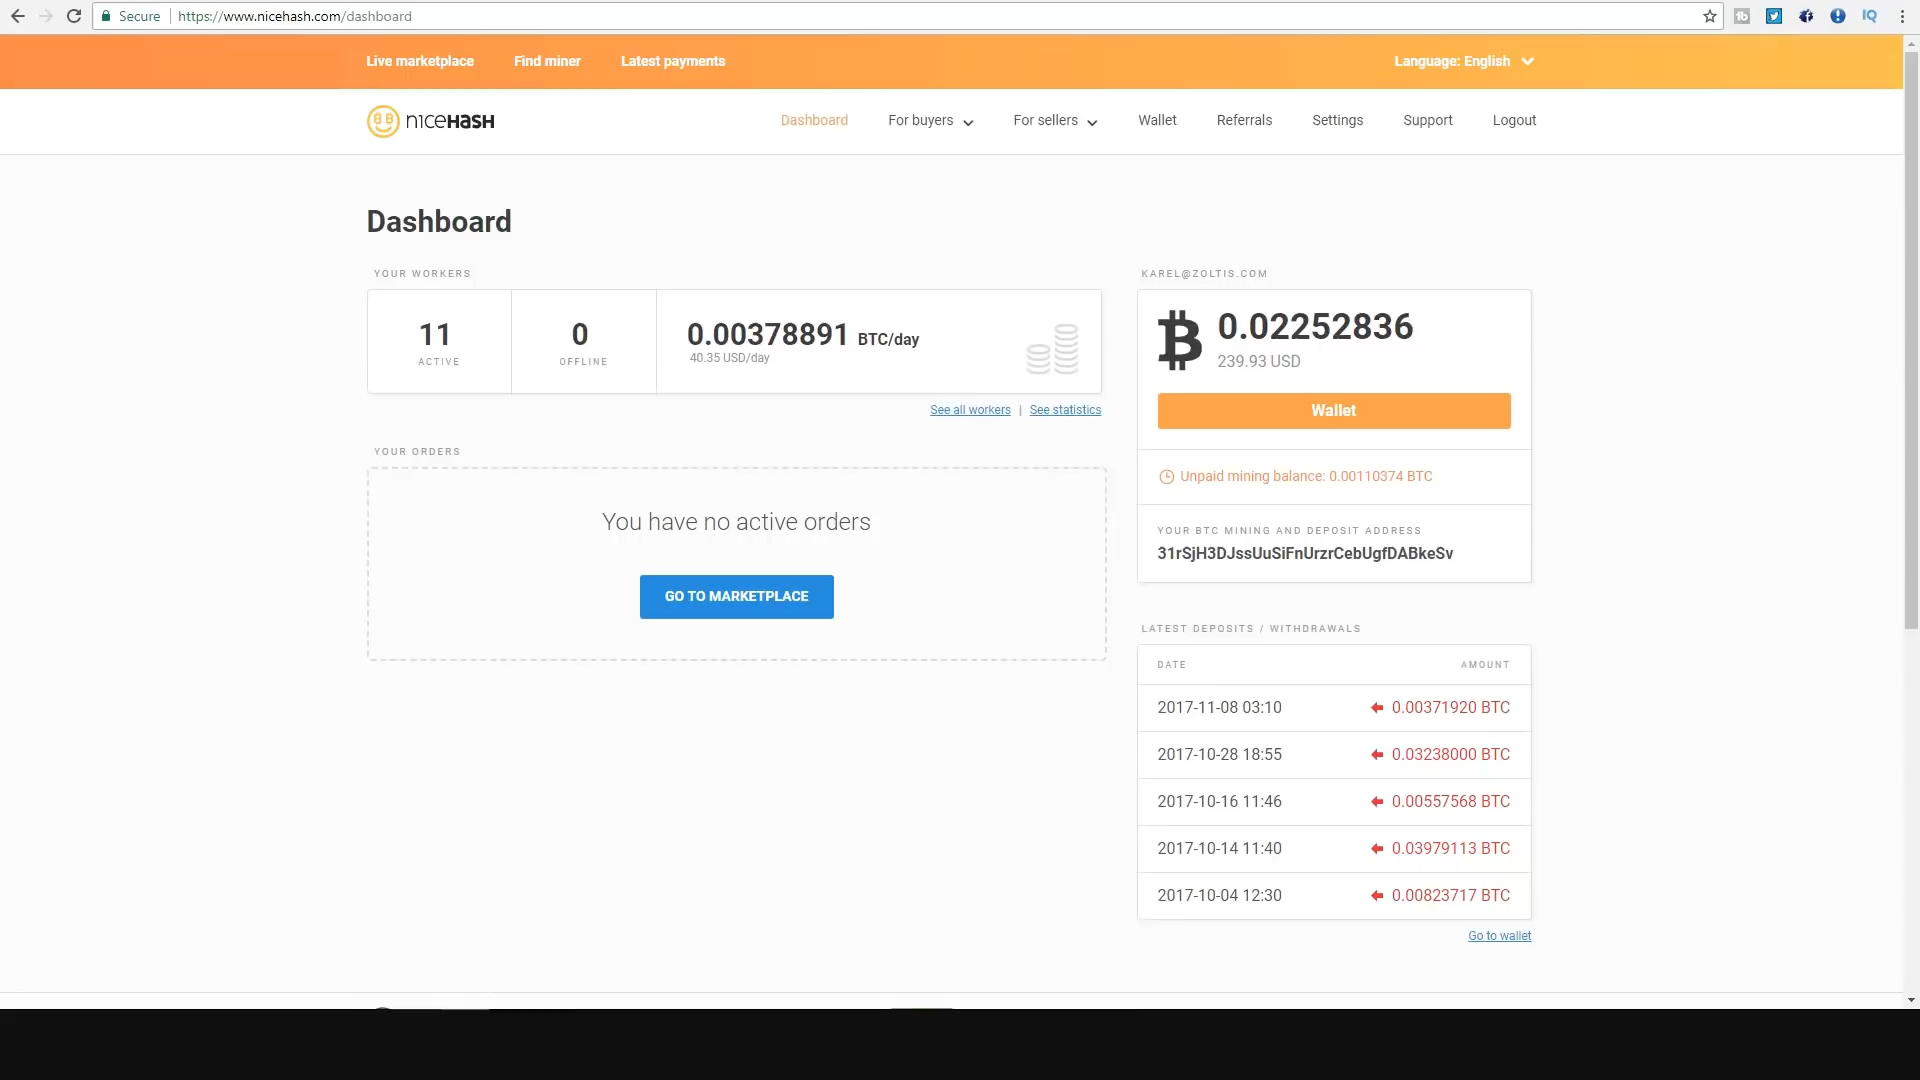 Secure https://www.nicehash.com/dashboard
Live marketplace Find miner Latest payments Language: English
nıceHASH Dashboard For buyers For sellers Wallet Referrals Settings Support Logout
Dashboard
YOUR WORKERS
11
ACTIVE
0
OFFLINE
0.00378891 BTC/day
40.35 USD/day
See all workers | See statistics
YOUR ORDERS
You have no active orders
GO TO MARKETPLACE
KAREL@ZOLTIS.COM
0.02252836
239.93 USD
Wallet
Unpaid mining balance: 0.00110374 BTC
YOUR BTC MINING AND DEPOSIT ADDRESS
31rSjH3DJssUuSiFnUrzrCebUgfDABkeSv
LATEST DEPOSITS / WITHDRAWALS
DATE AMOUNT
2017-11-08 03:10 0.00371920 BTC
2017-10-28 18:55 0.03238000 BTC
2017-10-16 11:46 0.00557568 BTC
2017-10-14 11:40 0.03979113 BTC
2017-10-04 12:30 0.00823717 BTC
Go to wallet